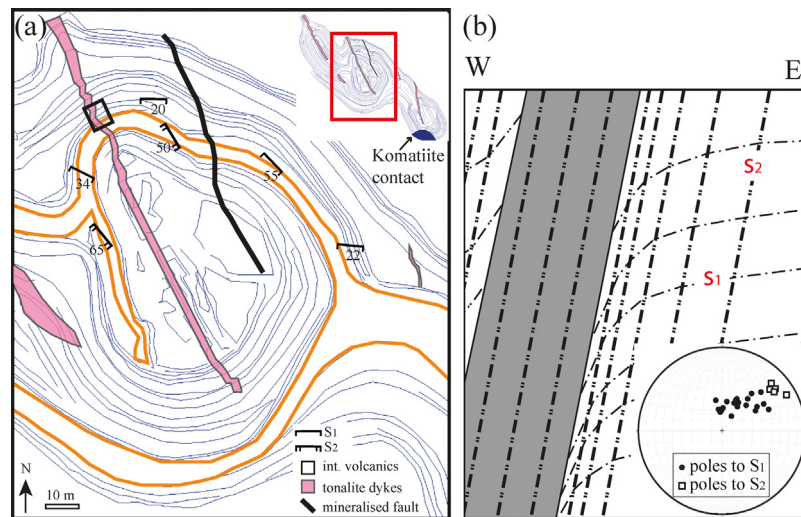 (a)
Komatiite
contact
20
50
55
34
65
22
S1
S2
int. volcanics
tonalite dykes
mineralised fault
N
10 m
(b)
W E
S2
S1
poles to S1
poles to S2